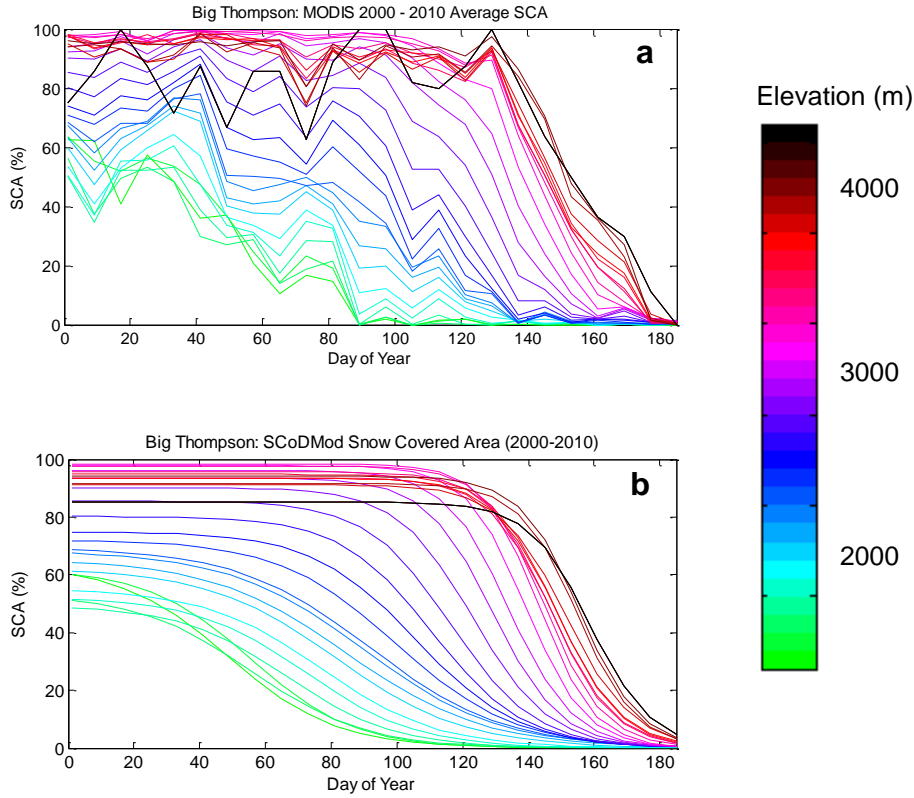 Big Thompson: MODIS 2000 - 2010 Average SCA
a
100
80
60
40
20
0
SCA (%)
0 20 40 60 80 100 120 140 160 180
Day of Year
Elevation (m)
4000
3000
2000
Big Thompson: SCoDMod Snow Covered Area (2000-2010)
b
100
80
60
40
20
0
SCA (%)
0 20 40 60 80 100 120 140 160 180
Day of Year